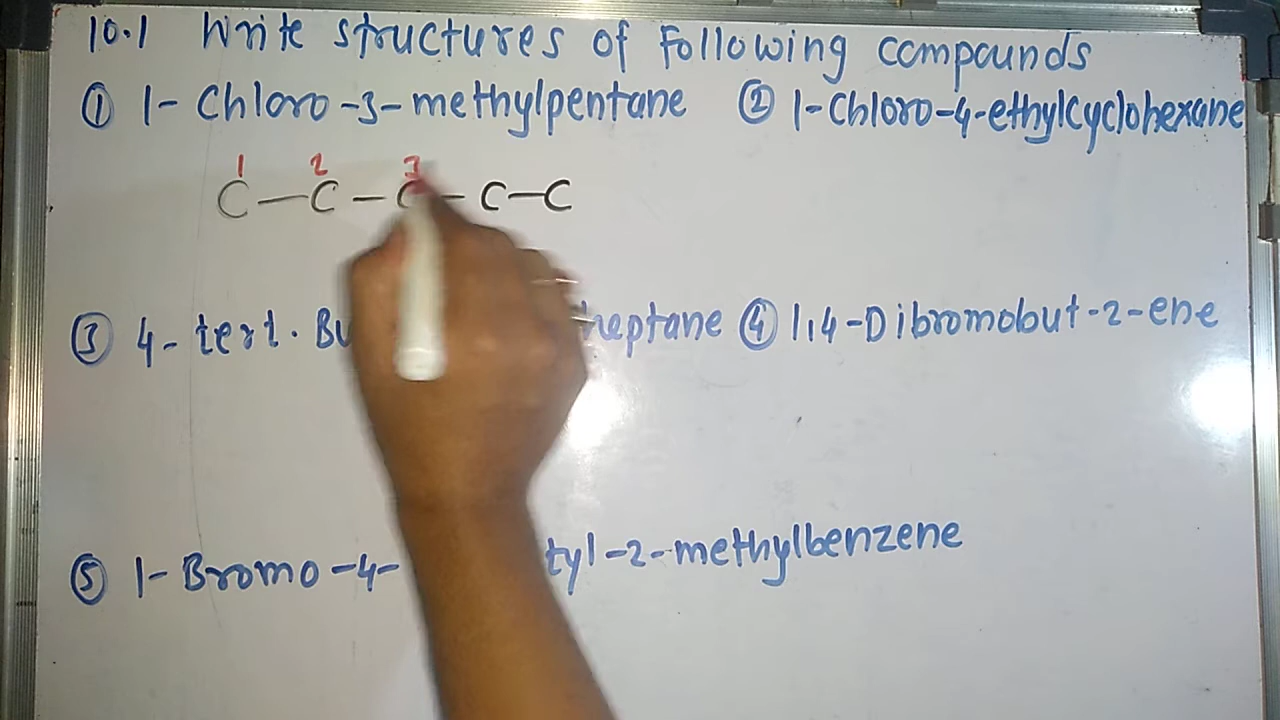 10.1 Write structures of Following compounds
① 1-Chloro-3-methylpentane ② 1-Chloro-4-ethylcyclohexane
1 2 3
C—C—C—C—C
③ 4-tert. Bu heptane ④ 1,4-Dibromobut-2-ene
⑤ 1-Bromo-4- tyl-2-methylbenzene